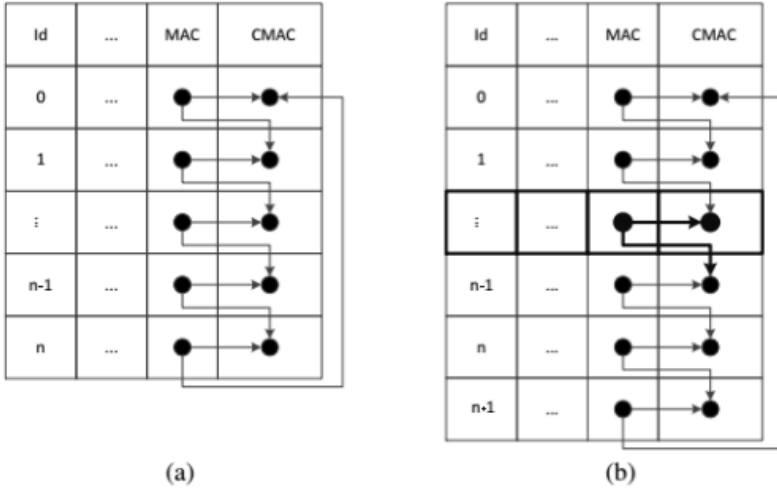 Id ... MAC CMAC
0 ...
1 ...
⋮ ...
n-1 ...
n ...
(a)
Id ... MAC CMAC
0 ...
1 ...
⋮ ...
n-1 ...
n ...
n+1 ...
(b)